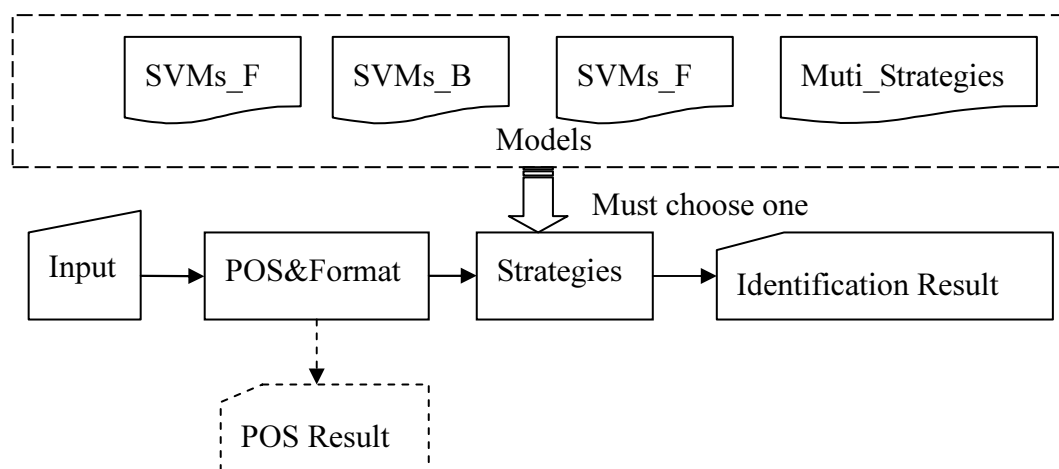 SVMs_F
SVMs_B
SVMs_F
Muti_Strategies
Models
Must choose one
Input
POS&Format
Strategies
Identification Result
POS Result